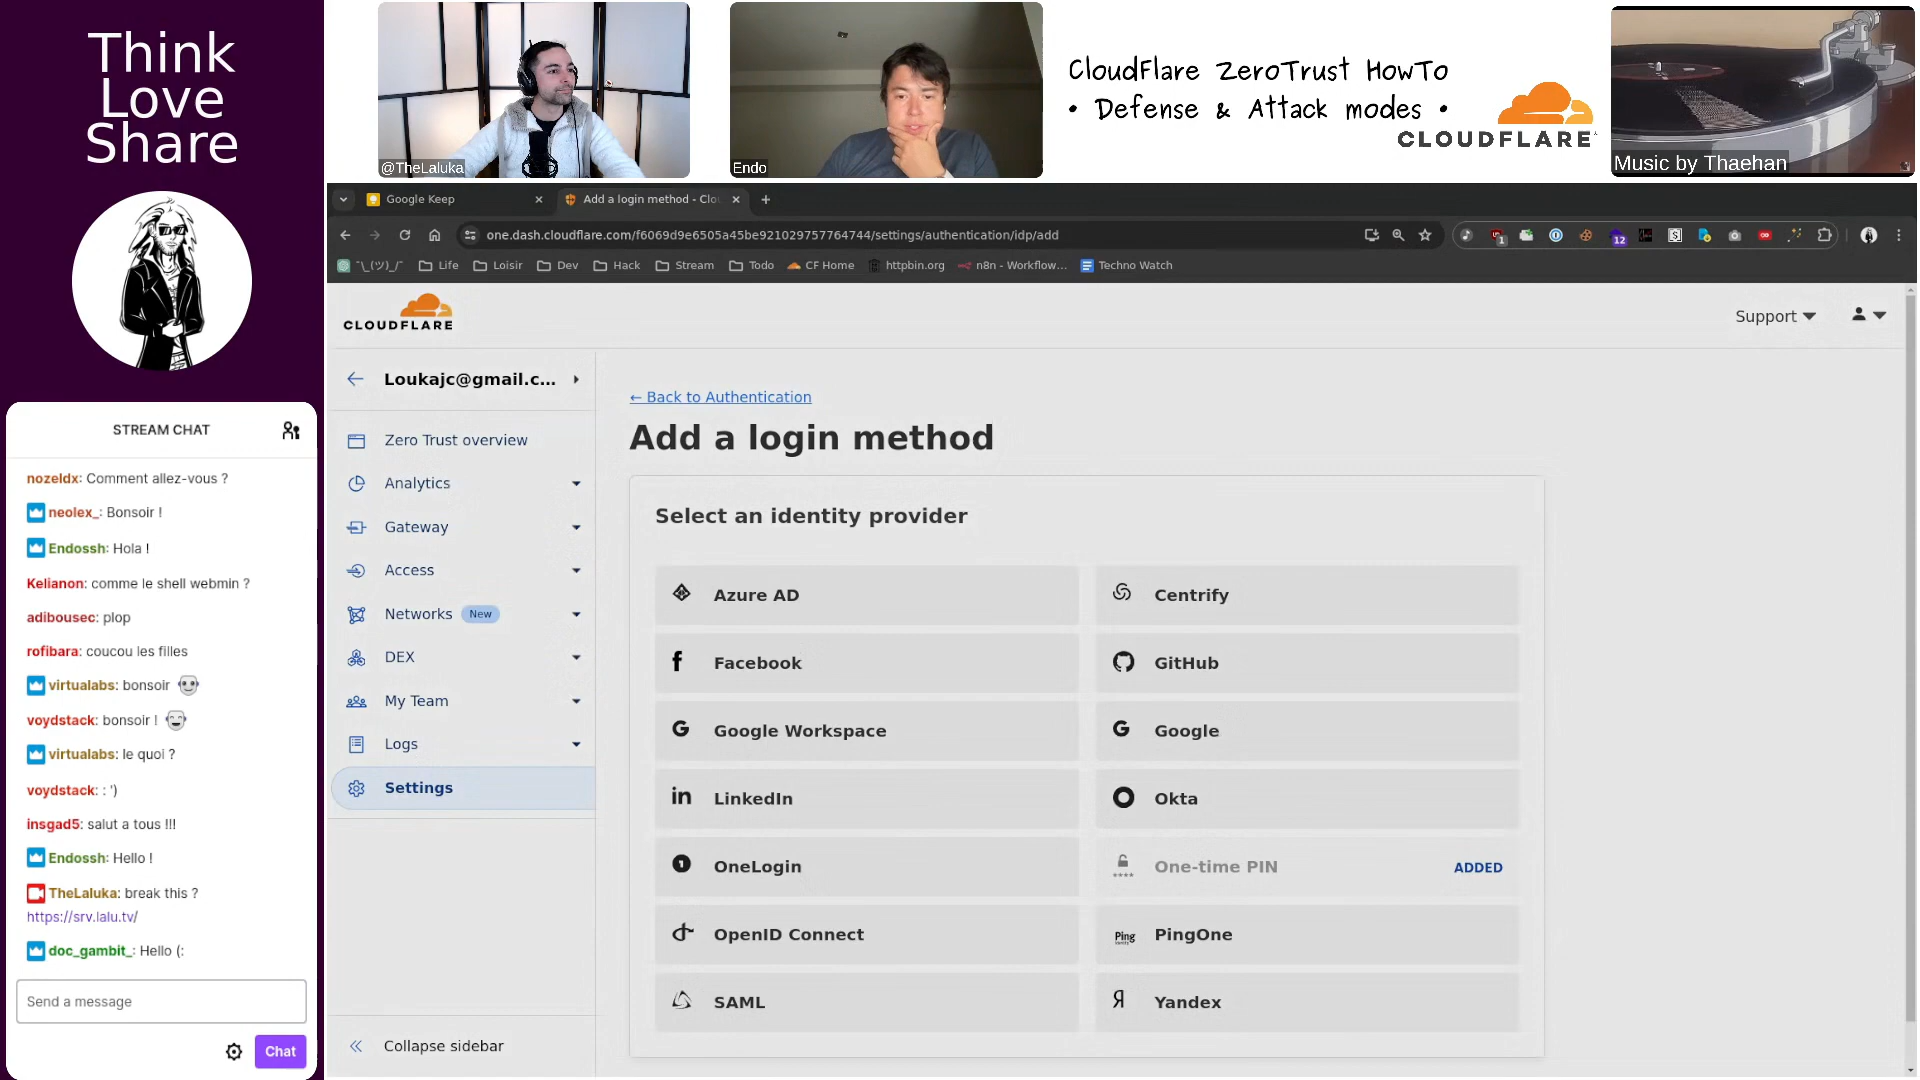 Think
Love
Share
STREAM CHAT
nozeldx: Comment allez-vous ?
neolex_: Bonsoir !
Endossh: Hola !
Kelianon: comme le shell webmin ?
adibousec: plop
rofibara: coucou les filles
virtualabs: bonsoir
voydstack: bonsoir !
virtualabs: le quoi ?
voydstack: : ')
insgad5: salut a tous !!!
Endossh: Hello !
TheLaluka: break this ?
https://srv.lalu.tv/
doc_gambit_: Hello (:
Send a message
Chat
@TheLaluka
Endo
CloudFlare ZeroTrust HowTo
• Defense & Attack modes •
CLOUDFLARE
Music by Thaehan
Google Keep
Add a login method - Clou
one.dash.cloudflare.com/f6069d9e6505a45be921029757764744/settings/authentication/idp/add
1
12
¯\_(ツ)_/¯
Life
Loisir
Dev
Hack
Stream
Todo
CF Home
httpbin.org
n8n - Workflow...
Techno Watch
CLOUDFLARE
Support
Loukajc@gmail.c...
Zero Trust overview
Analytics
Gateway
Access
Networks New
DEX
My Team
Logs
Settings
Collapse sidebar
← Back to Authentication
Add a login method
Select an identity provider
Azure AD
Centrify
Facebook
GitHub
Google Workspace
Google
LinkedIn
Okta
OneLogin
One-time PIN ADDED
OpenID Connect
PingOne
SAML
Yandex